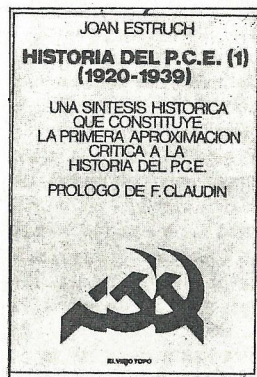 JOAN ESTRUCH
HISTORIA DEL P.C.E. (1)
(1920-1939)
UNA SINTESIS HISTORICA
QUE CONSTITUYE
LA PRIMERA APROXIMACION
CRITICA A LA
HISTORIA DEL P.C.E.
PROLOGO DE F. CLAUDIN
EL VIEJO TOPO